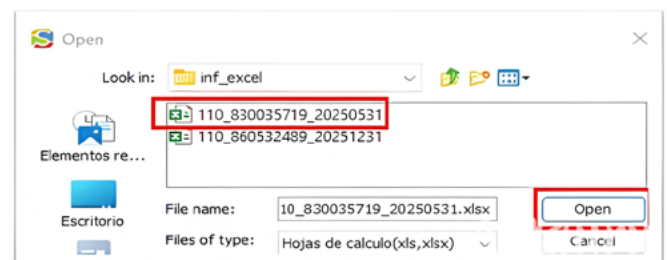 Open
Look in: inf_excel
110_830035719_20250531
110_860532489_20251231
Elementos re...
Escritorio
File name: 10_830035719_20250531.xlsx Open
Files of type: Hojas de calculo(xls,xlsx) Cancel